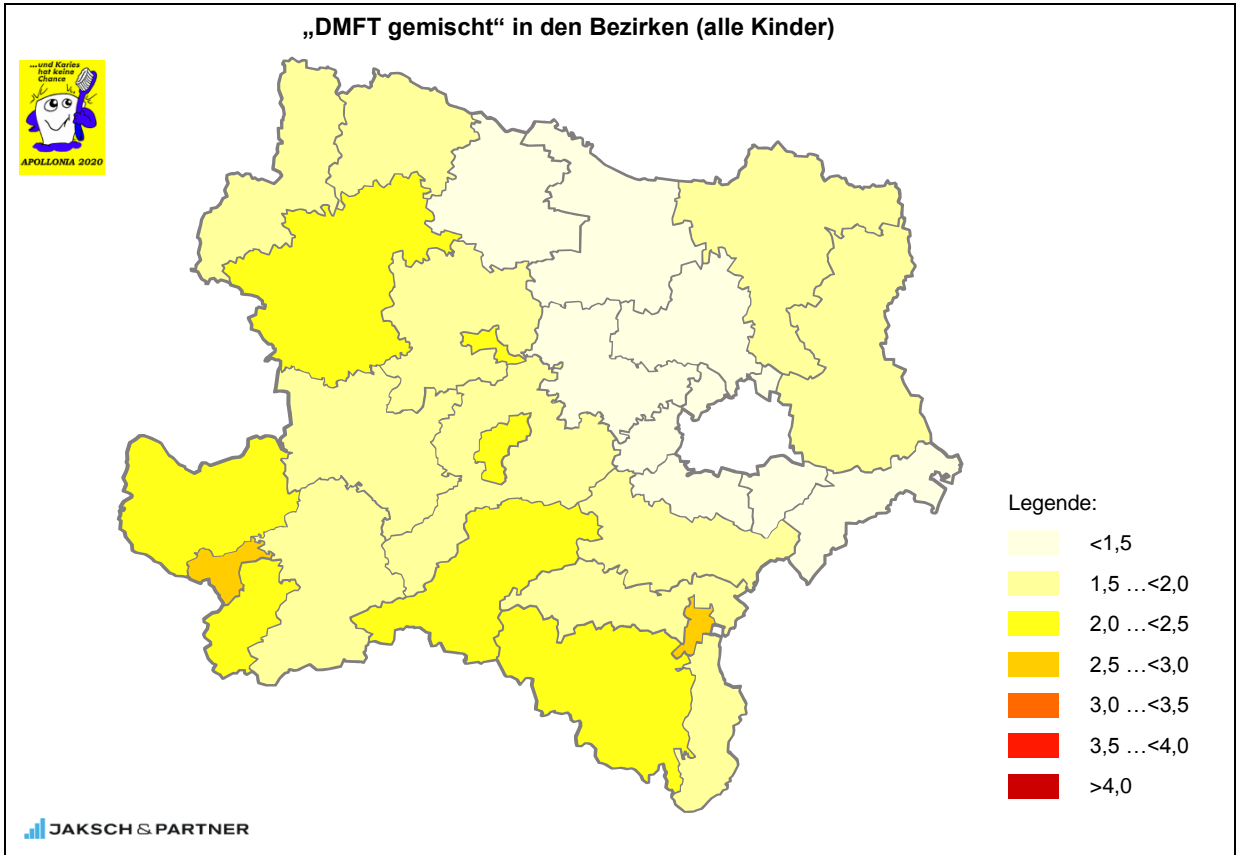 „DMFT gemischt“ in den Bezirken (alle Kinder)
...und Karies
hat keine
Chance
APOLLONIA 2020
Legende:
<1,5
1,5 …<2,0
2,0 …<2,5
2,5 …<3,0
3,0 …<3,5
3,5 …<4,0
>4,0
JAKSCH & PARTNER